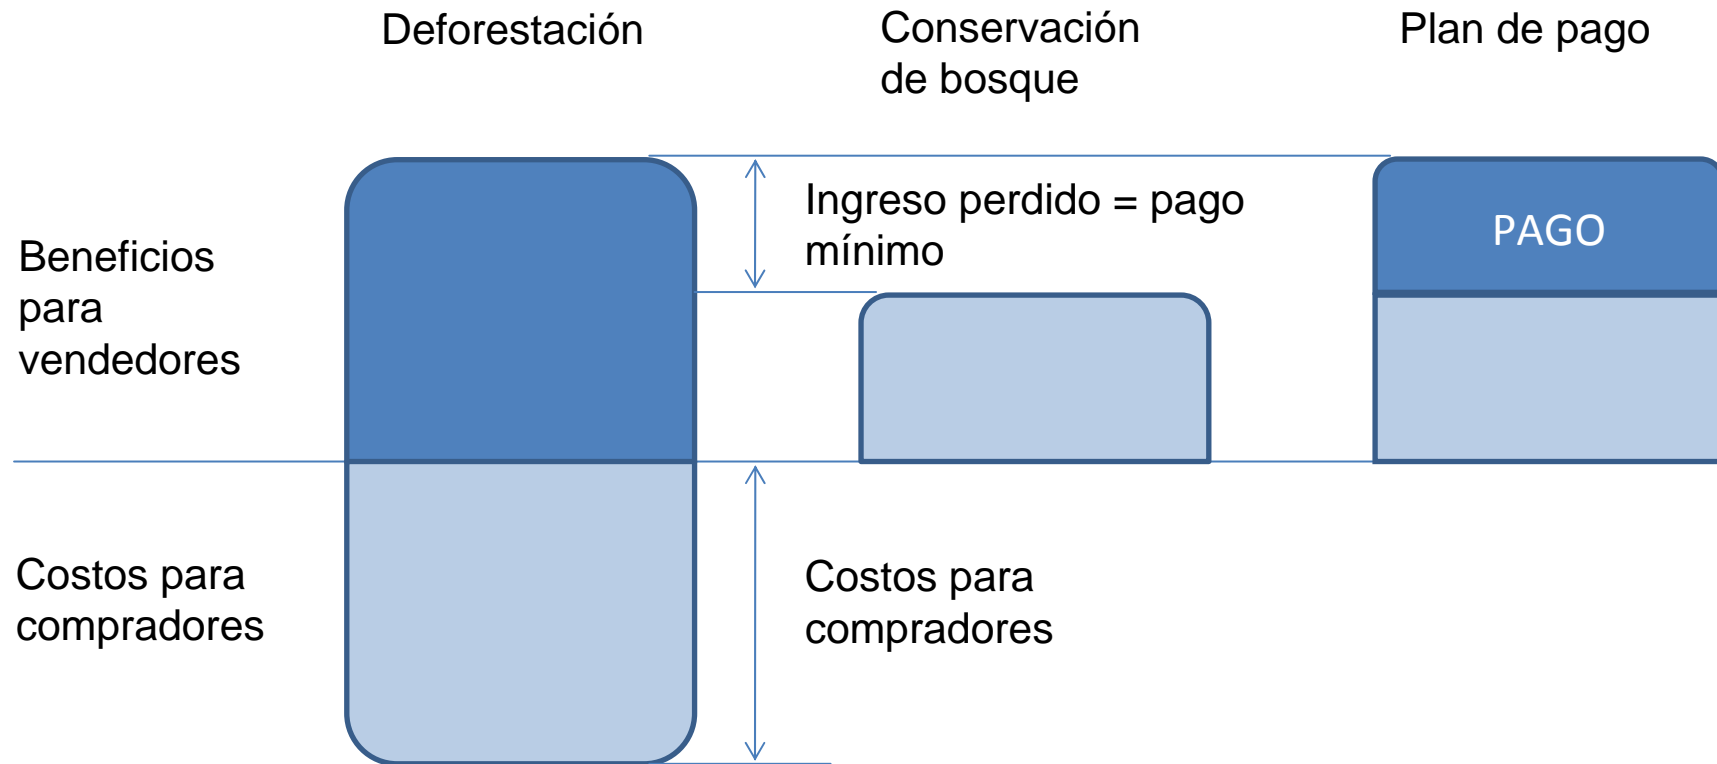 Deforestación
Conservación
de bosque
Plan de pago
Ingreso perdido = pago
mínimo
PAGO
Beneficios
para
vendedores
Costos para
compradores
Costos para
compradores